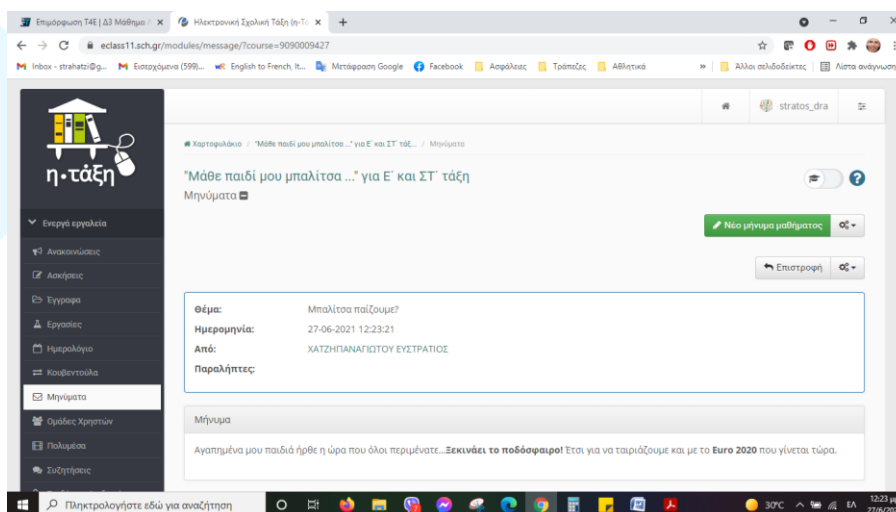 Επιμόρφωση Τ4Ε | Δ3 Μάθημα
Ηλεκτρονική Σχολική Τάξη (η-Τά
eclass11.sch.gr/modules/message/?course=9090009427
Inbox - strahatzi@g... Εισερχόμενα (599)... English to French, It... Μετάφραση Google Facebook Ασφάλειες Τράπεζες Αθλητικά » Άλλοι σελιδοδείκτες Λίστα ανάγνωσης
η·τάξη
stratos_dra
Χαρτοφυλάκιο / "Μάθε παιδί μου μπαλίτσα ..." για Ε΄ και ΣΤ΄ τάξ... / Μηνύματα
"Μάθε παιδί μου μπαλίτσα ..." για Ε΄ και ΣΤ΄ τάξη
Μηνύματα
Νέο μήνυμα μαθήματος
Επιστροφή
Ενεργά εργαλεία
Ανακοινώσεις
Ασκήσεις
Έγγραφα
Εργασίες
Ημερολόγιο
Κουβεντούλα
Μηνύματα
Ομάδες Χρηστών
Πολυμέσα
Συζητήσεις
Θέμα: Μπαλίτσα παίζουμε?
Ημερομηνία: 27-06-2021 12:23:21
Από: ΧΑΤΖΗΠΑΝΑΓΙΩΤΟΥ ΕΥΣΤΡΑΤΙΟΣ
Παραλήπτες:
Μήνυμα
Αγαπημένα μου παιδιά ήρθε η ώρα που όλοι περιμένατε...Ξεκινάει το ποδόσφαιρο! Έτσι για να ταιριάζουμε και με το Euro 2020 που γίνεται τώρα.
Πληκτρολογήστε εδώ για αναζήτηση
30°C ΕΛ 12:23 μμ